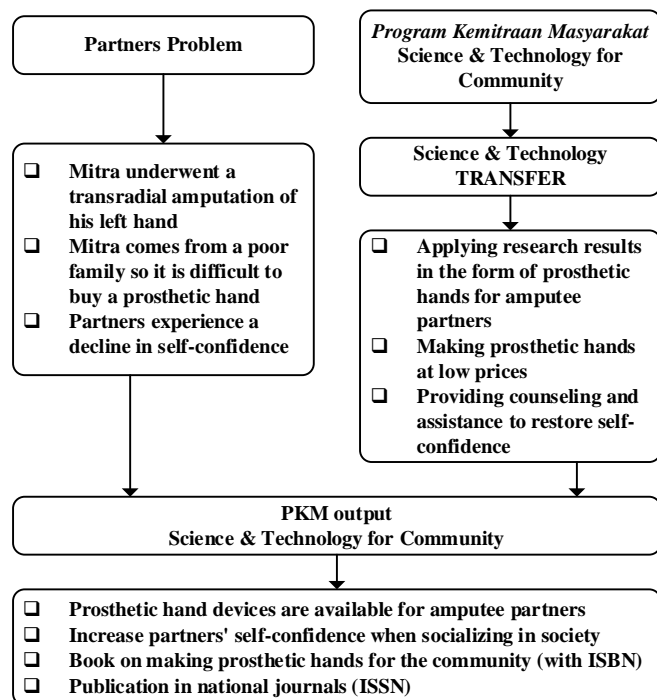 Partners Problem
❑ Mitra underwent a
transradial amputation of
his left hand
❑ Mitra comes from a poor
family so it is difficult to
buy a prosthetic hand
❑ Partners experience a
decline in self-confidence
Program Kemitraan Masyarakat
Science & Technology for
Community
Science & Technology
TRANSFER
❑ Applying research results
in the form of prosthetic
hands for amputee
partners
❑ Making prosthetic hands
at low prices
❑ Providing counseling and
assistance to restore self-
confidence
PKM output
Science & Technology for Community
❑ Prosthetic hand devices are available for amputee partners
❑ Increase partners' self-confidence when socializing in society
❑ Book on making prosthetic hands for the community (with ISBN)
❑ Publication in national journals (ISSN)